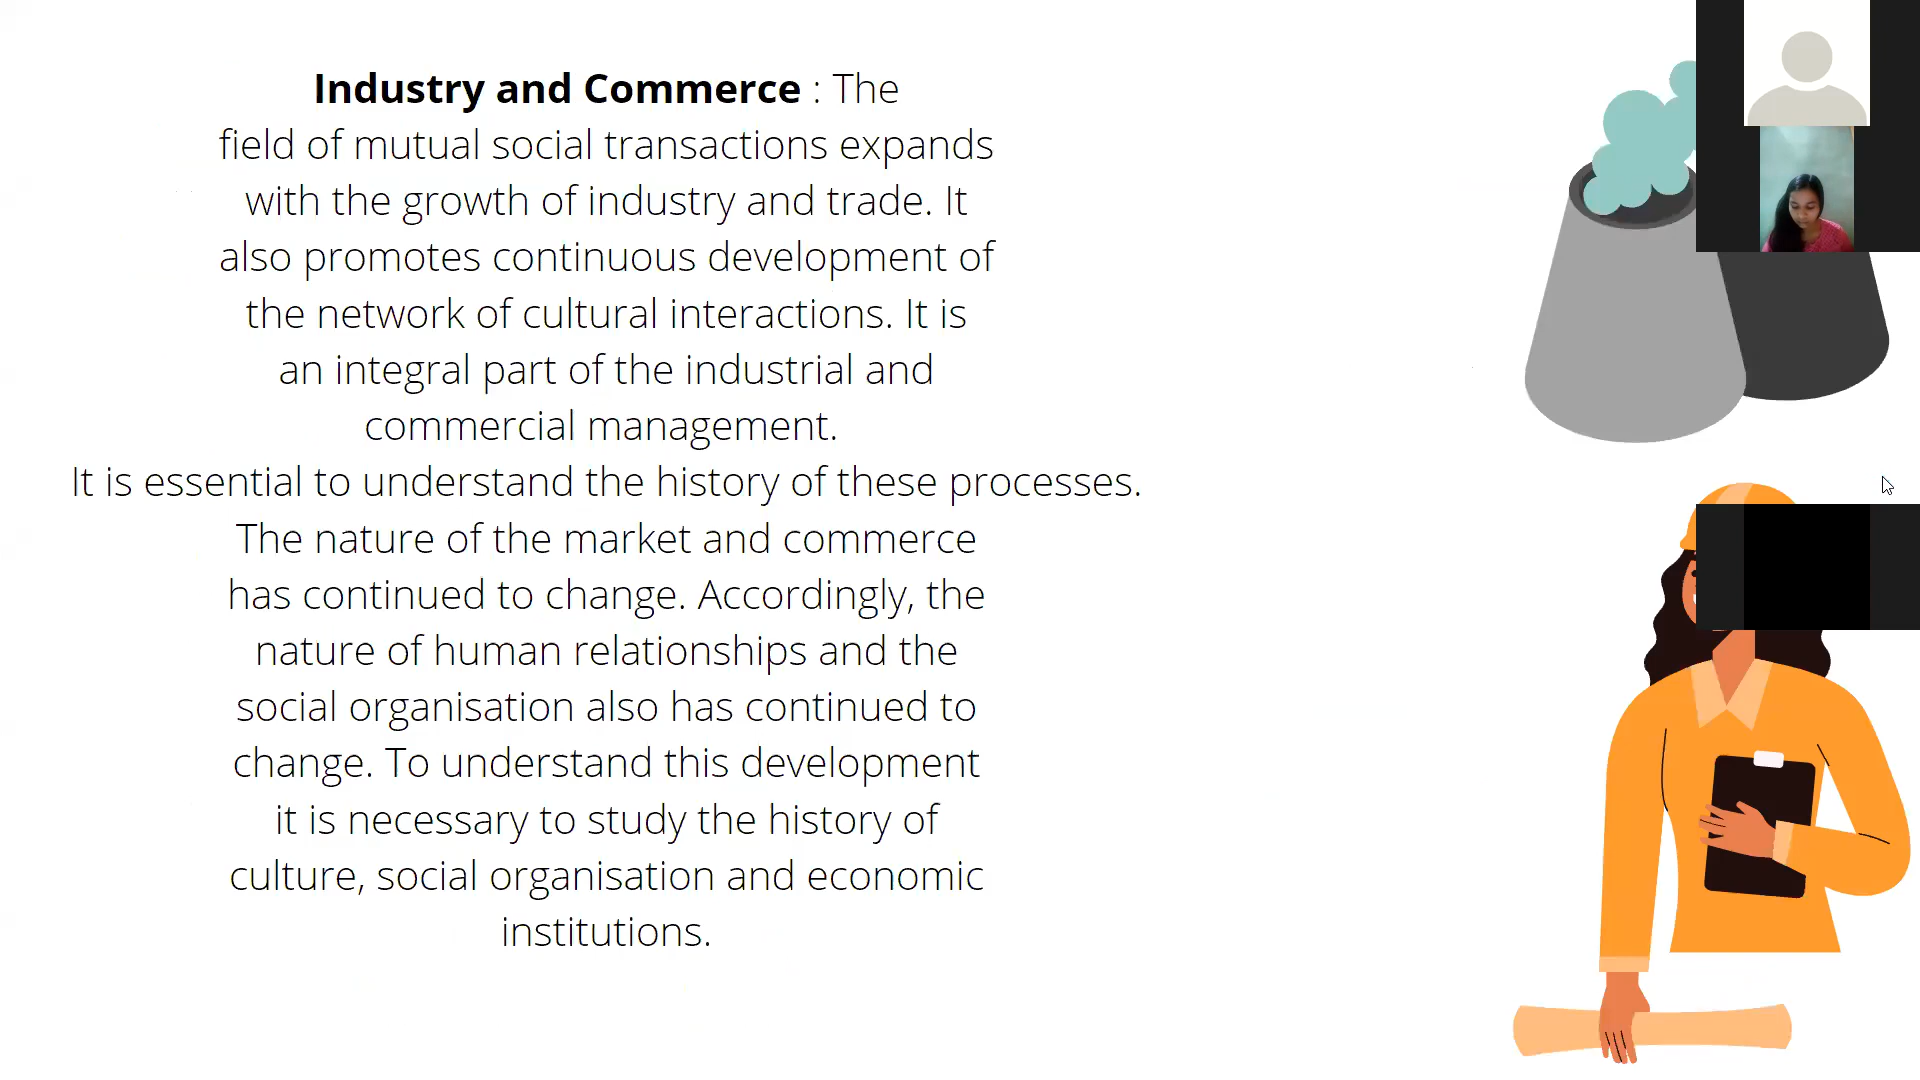 Industry and Commerce : The
field of mutual social transactions expands
with the growth of industry and trade. It
also promotes continuous development of
the network of cultural interactions. It is
an integral part of the industrial and
commercial management.
It is essential to understand the history of these processes.
The nature of the market and commerce
has continued to change. Accordingly, the
nature of human relationships and the
social organisation also has continued to
change. To understand this development
it is necessary to study the history of
culture, social organisation and economic
institutions.